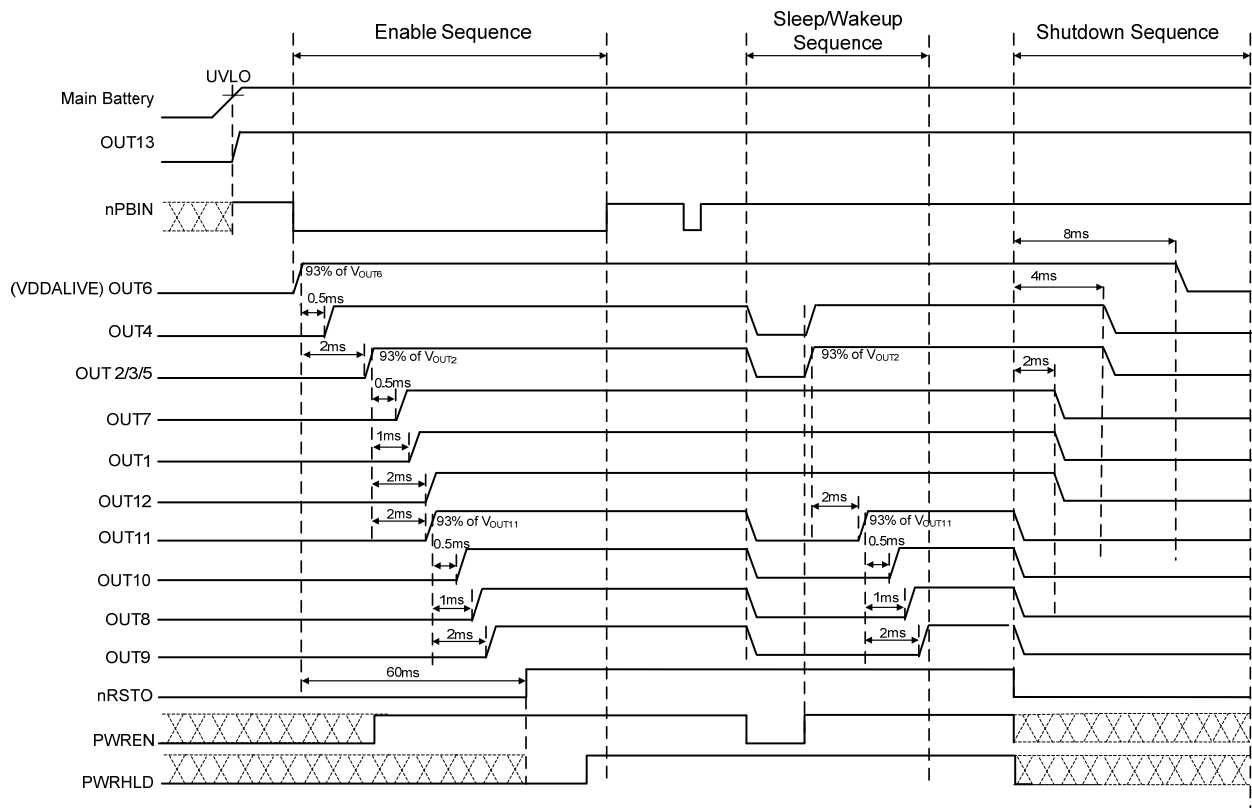 Enable Sequence
Sleep/Wakeup
Sequence
Shutdown Sequence
UVLO
Main Battery
OUT13
nPBIN
8ms
93% of VOUT6
(VDDALIVE) OUT6
4ms
0.5ms
OUT4
2ms
93% of VOUT2
93% of VOUT2
OUT 2/3/5
2ms
0.5ms
OUT7
1ms
OUT1
2ms
OUT12
2ms
2ms
93% of VOUT11
93% of VOUT11
OUT11
0.5ms
0.5ms
OUT10
1ms
1ms
OUT8
2ms
2ms
OUT9
60ms
nRSTO
PWREN
PWRHLD